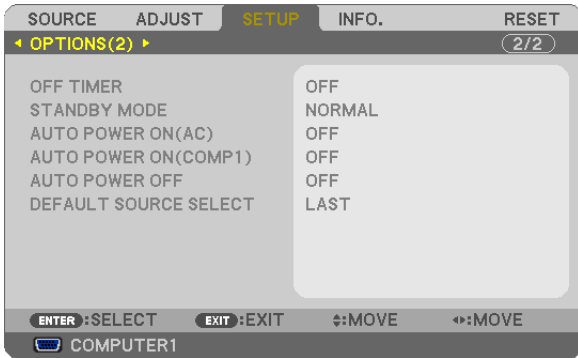 SOURCE ADJUST SETUP INFO. RESET
OPTIONS(2) 2/2
OFF TIMER OFF
STANDBY MODE NORMAL
AUTO POWER ON(AC) OFF
AUTO POWER ON(COMP1) OFF
AUTO POWER OFF OFF
DEFAULT SOURCE SELECT LAST
ENTER :SELECT EXIT :EXIT :MOVE :MOVE
COMPUTER1